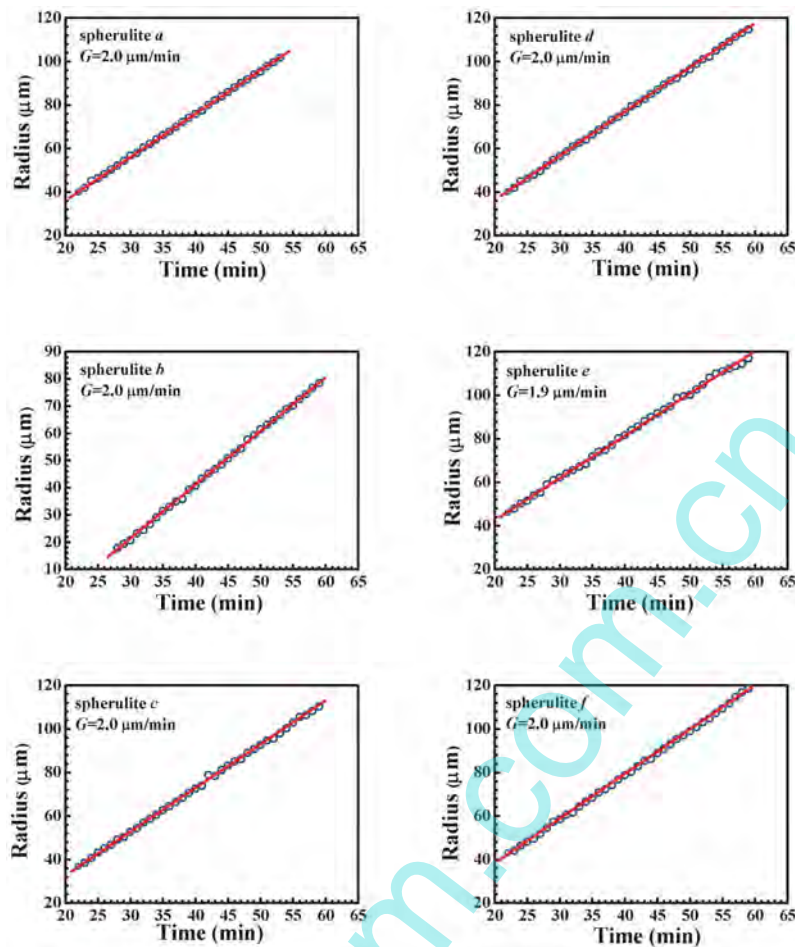 120
100
80
60
40
20
Radius (μm)
spherulite a
G=2.0 μm/min
20 25 30 35 40 45 50 55 60 65
Time (min)
120
100
80
60
40
20
Radius (μm)
spherulite d
G=2.0 μm/min
20 25 30 35 40 45 50 55 60 65
Time (min)
90
80
70
60
50
40
30
20
10
Radius (μm)
spherulite b
G=2.0 μm/min
20 25 30 35 40 45 50 55 60 65
Time (min)
120
100
80
60
40
20
Radius (μm)
spherulite e
G=1.9 μm/min
20 25 30 35 40 45 50 55 60 65
Time (min)
120
100
80
60
40
20
Radius (μm)
spherulite c
G=2.0 μm/min
20 25 30 35 40 45 50 55 60 65
Time (min)
120
100
80
60
40
20
Radius (μm)
spherulite f
G=2.0 μm/min
20 25 30 35 40 45 50 55 60 65
Time (min)
.com.cn